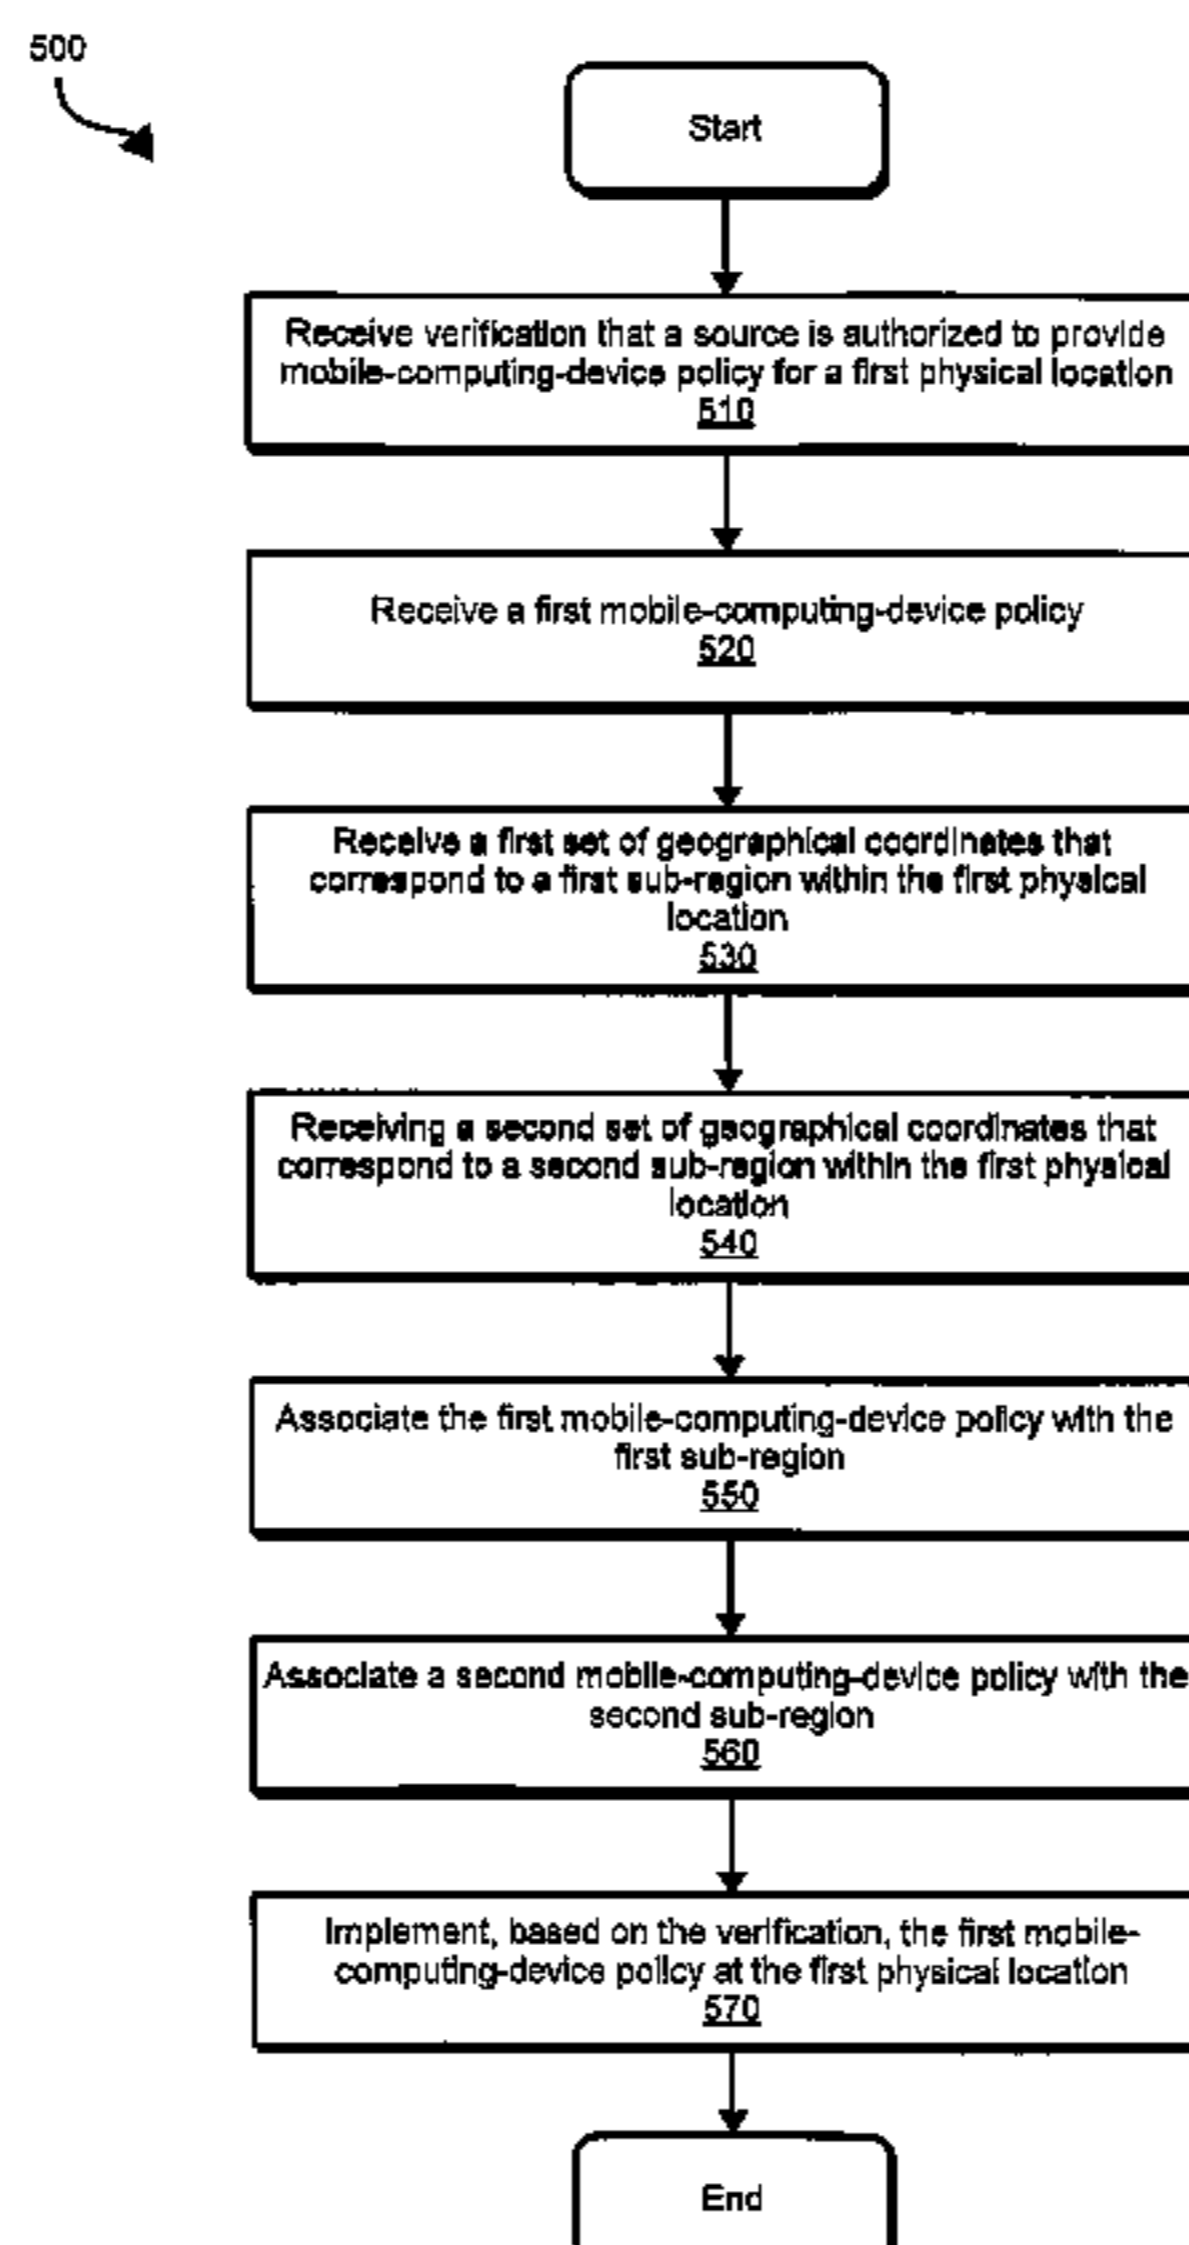 500
Start
Receive verification that a source is authorized to provide
mobile-computing-device policy for a first physical location
510
Receive a first mobile-computing-device policy
520
Receive a first set of geographical coordinates that
correspond to a first sub-region within the first physical
location
530
Receiving a second set of geographical coordinates that
correspond to a second sub-region within the first physical
location
540
Associate the first mobile-computing-device policy with the
first sub-region
550
Associate a second mobile-computing-device policy with the
second sub-region
560
Implement, based on the verification, the first mobile-
computing-device policy at the first physical location
570
End